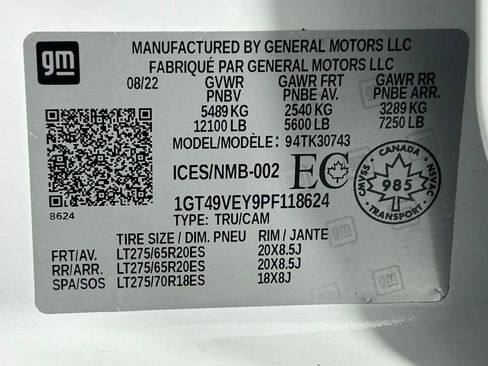 gm
MANUFACTURED BY GENERAL MOTORS LLC
FABRIQUÉ PAR GENERAL MOTORS LLC
08/22 GVWR GAWR FRT GAWR RR
PNBV PNBE AV. PNBE ARR.
5489 KG 2540 KG 3289 KG
12100 LB 5600 LB 7250 LB
MODEL/MODÈLE: 94TK30743
ICES/NMB-002 EC
CANADA
CMVSS NSVAC
985
TRANSPORT
8624
1GT49VEY9PF118624
TYPE: TRU/CAM
TIRE SIZE / DIM. PNEU RIM / JANTE
FRT/AV. LT275/65R20ES 20X8.5J
RR/ARR. LT275/65R20ES 20X8.5J
SPA/SOS LT275/70R18ES 18X8J